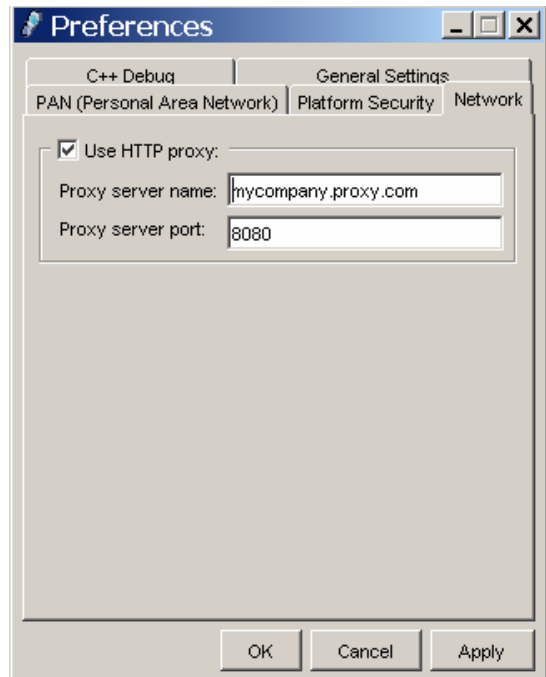 Preferences
C++ Debug General Settings
PAN (Personal Area Network) Platform Security Network
Use HTTP proxy:
Proxy server name: mycompany.proxy.com
Proxy server port: 8080
OK Cancel Apply